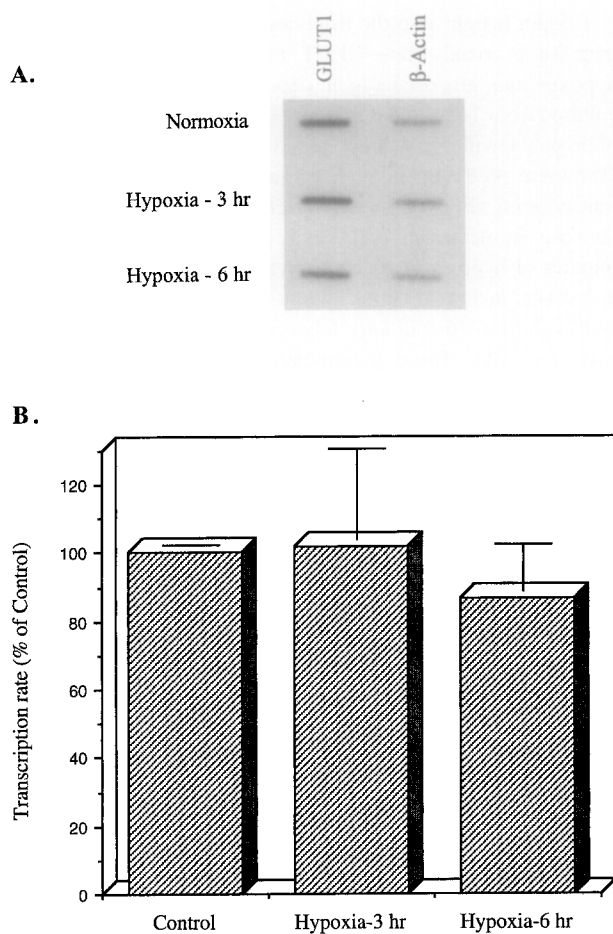 A.
GLUT1
β-Actin
Normoxia
Hypoxia - 3 hr
Hypoxia - 6 hr
B.
Transcription rate (% of Control)
120
100
80
60
40
20
0
Control
Hypoxia-3 hr
Hypoxia-6 hr